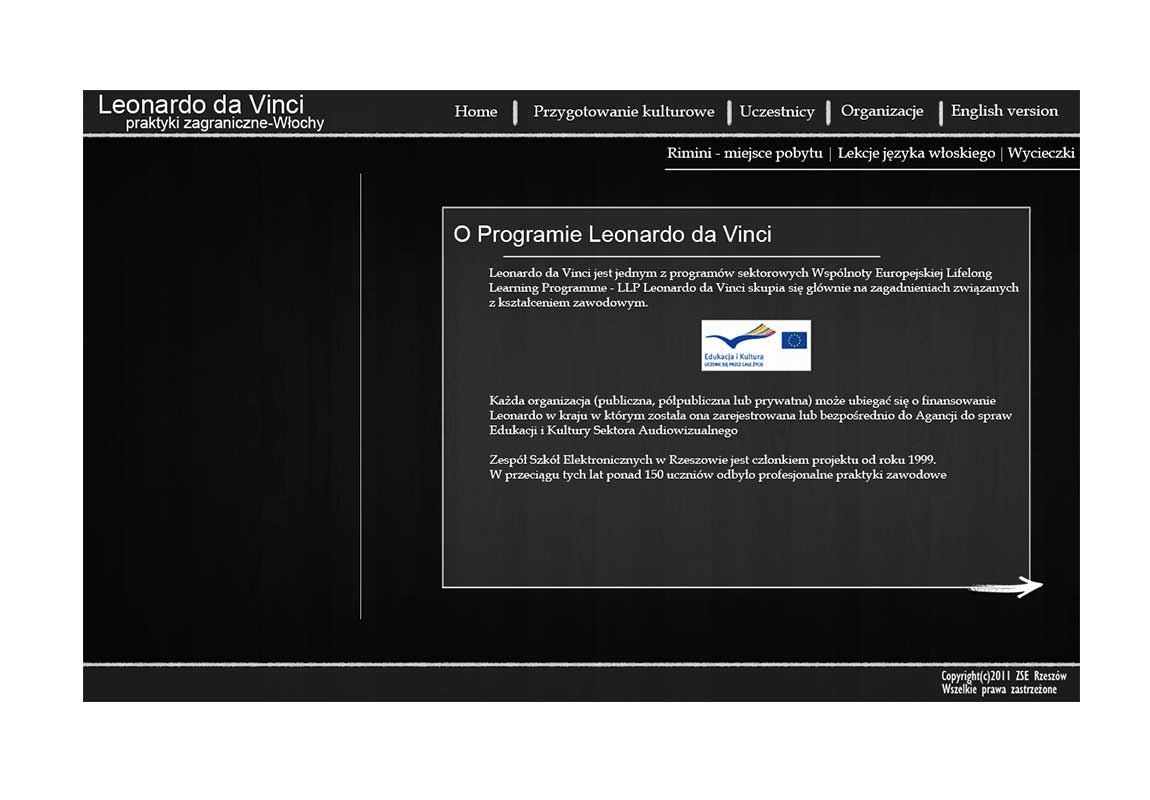 Leonardo da Vinci
praktyki zagraniczne-Włochy
Home | Przygotowanie kulturowe | Uczestnicy | Organizacje | English version
Rimini - miejsce pobytu | Lekcje języka włoskiego | Wycieczki
O Programie Leonardo da Vinci
Leonardo da Vinci jest jednym z programów sektorowych Wspólnoty Europejskiej Lifelong
Learning Programme - LLP Leonardo da Vinci skupia się głównie na zagadnieniach związanych
z kształceniem zawodowym.
Edukacja i Kultura
UCZENIE SIĘ PRZEZ CAŁE ŻYCIE
Każda organizacja (publiczna, półpubliczna lub prywatna) może ubiegać się o finansowanie
Leonardo w kraju w którym została ona zarejestrowana lub bezpośrednio do Agancji do spraw
Edukacji i Kultury Sektora Audiowizualnego
Zespół Szkół Elektronicznych w Rzeszowie jest członkiem projektu od roku 1999.
W przeciągu tych lat ponad 150 uczniów odbyło profesjonalne praktyki zawodowe
Copyright(c)2011 ZSE Rzeszów
Wszelkie prawa zastrzeżone